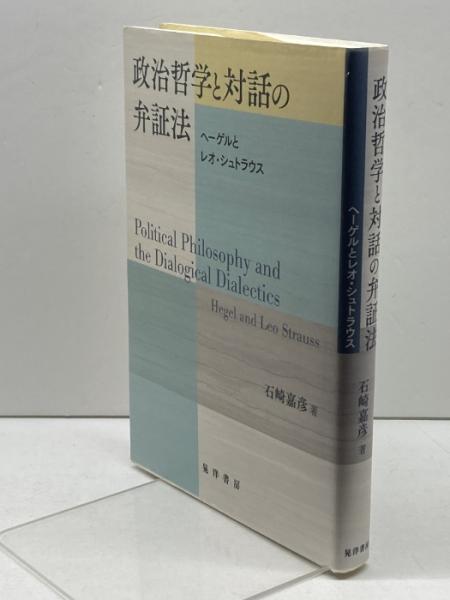 政治哲学と対話の
弁証法
ヘーゲルと
レオ・シュトラウス
Political Philosophy and
the Dialogical Dialectics
Hegel and Leo Strauss
石崎嘉彦 著
晃洋書房
政治哲学と対話の弁証法
ヘーゲルとレオ・シュトラウス
石崎嘉彦 著
晃洋書房